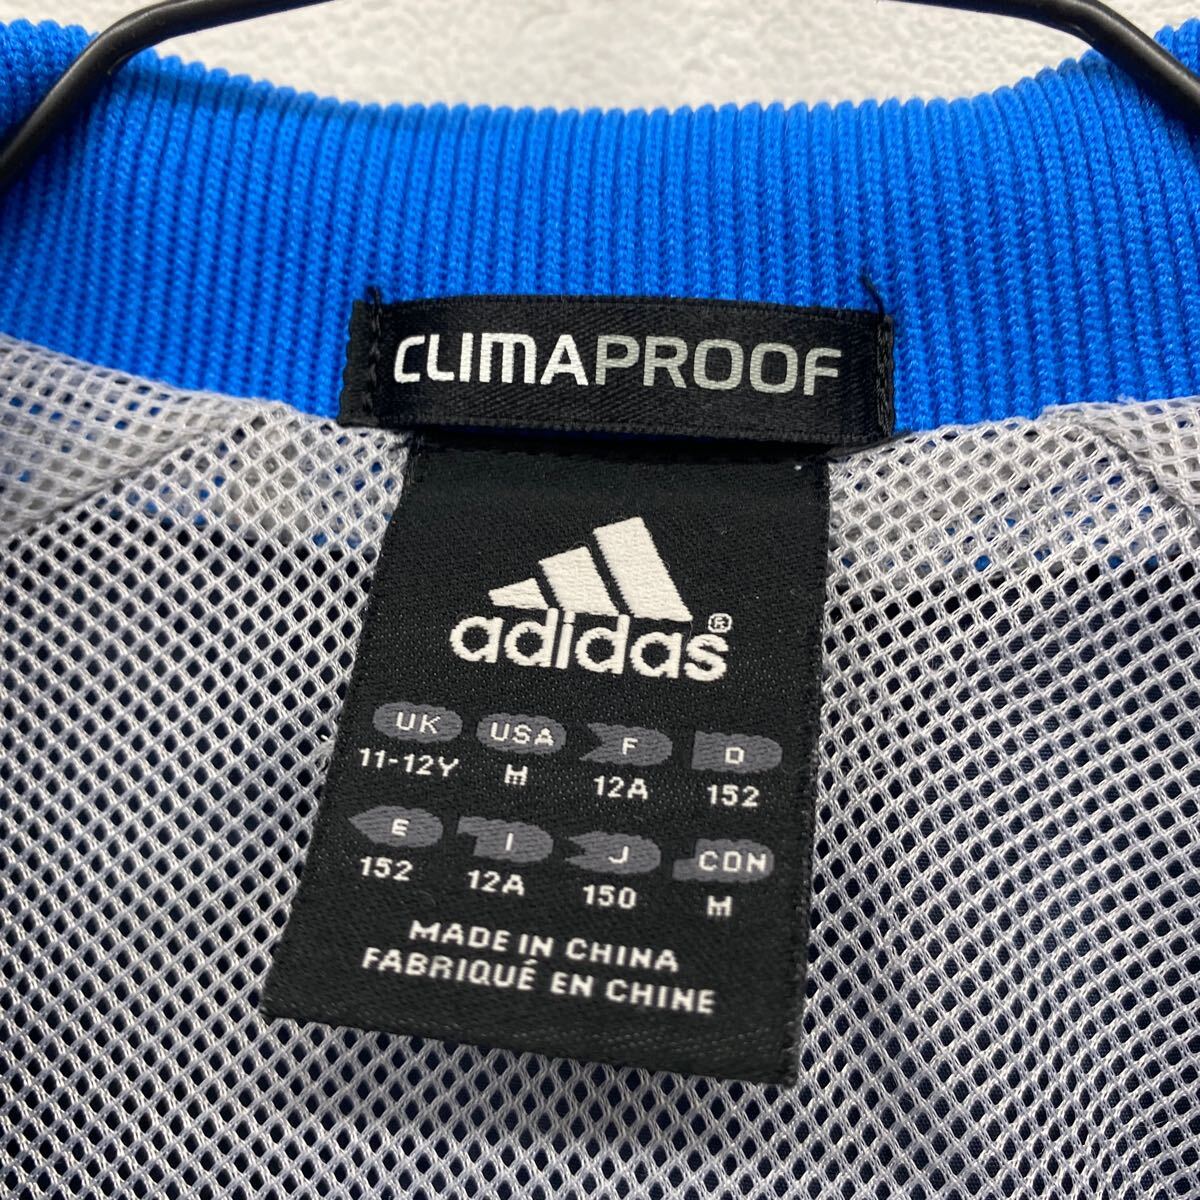 CLIMAPROOF
adidas®
UK USA F D
11-12Y M 12A 152
E I J CDN
152 12A 150 M
MADE IN CHINA
FABRIQUÉ EN CHINE